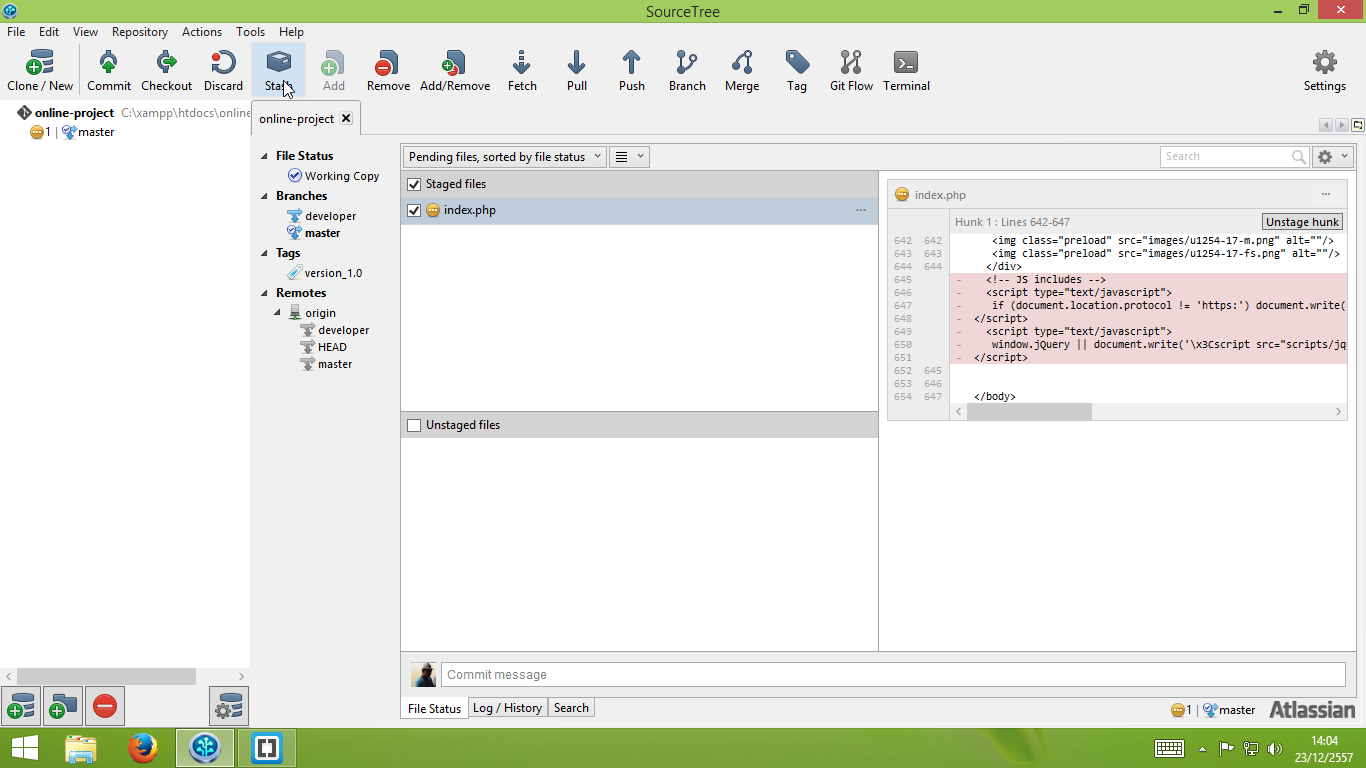 SourceTree
File Edit View Repository Actions Tools Help
Clone / New Commit Checkout Discard Stash Add Remove Add/Remove Fetch Pull Push Branch Merge Tag Git Flow Terminal Settings
online-project C:\xampp\htdocs\online
1 | master
online-project
File Status
Working Copy
Branches
developer
master
Tags
version_1.0
Remotes
origin
developer
HEAD
master
Pending files, sorted by file status
Search
Staged files
index.php
Unstaged files
index.php
Hunk 1 : Lines 642-647 Unstage hunk
642 642 <img class="preload" src="images/u1254-17-m.png" alt=""/>
643 643 <img class="preload" src="images/u1254-17-fs.png" alt=""/>
644 644 </div>
645 - <!-- JS includes -->
646 - <script type="text/javascript">
647 - if (document.location.protocol != 'https:') document.write(
648 - </script>
649 - <script type="text/javascript">
650 - window.jQuery || document.write('\x3Cscript src="scripts/jq
651 - </script>
652 645
653 646
654 647 </body>
Commit message
File Status Log / History Search
1 | master Atlassian
14:04
23/12/2557